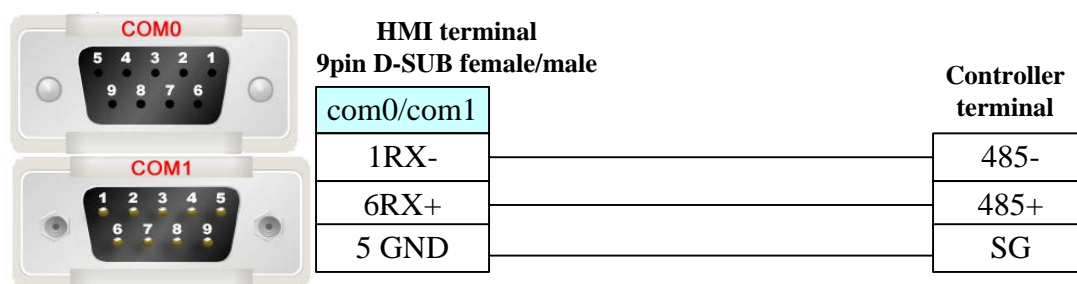 COM0
5 4 3 2 1
9 8 7 6
COM1
1 2 3 4 5
6 7 8 9
HMI terminal
9pin D-SUB female/male
com0/com1
1RX-
6RX+
5 GND
Controller
terminal
485-
485+
SG